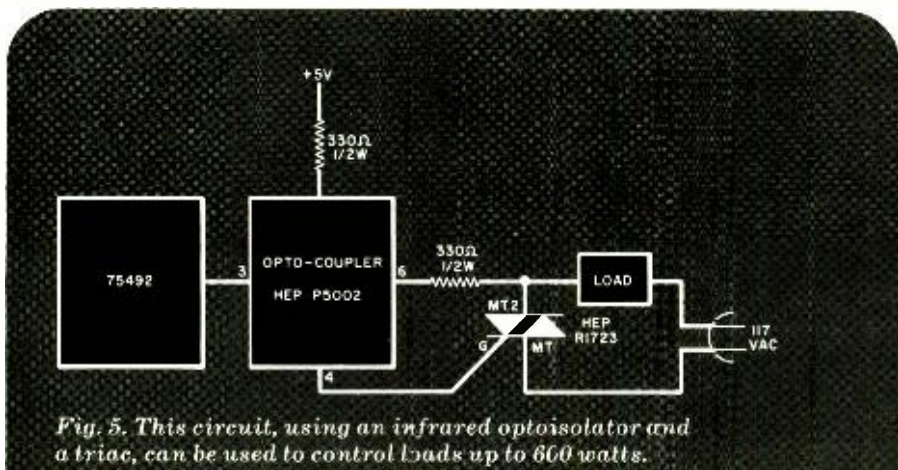 +5V
330Ω
1/2W
75492
3
OPTO-COUPLER
HEP P5002
6
4
330Ω
1/2W
MT2
G
MT
HEP
R1723
LOAD
117
VAC
Fig. 5. This circuit, using an infrared optoisolator and
a triac, can be used to control loads up to 600 watts.